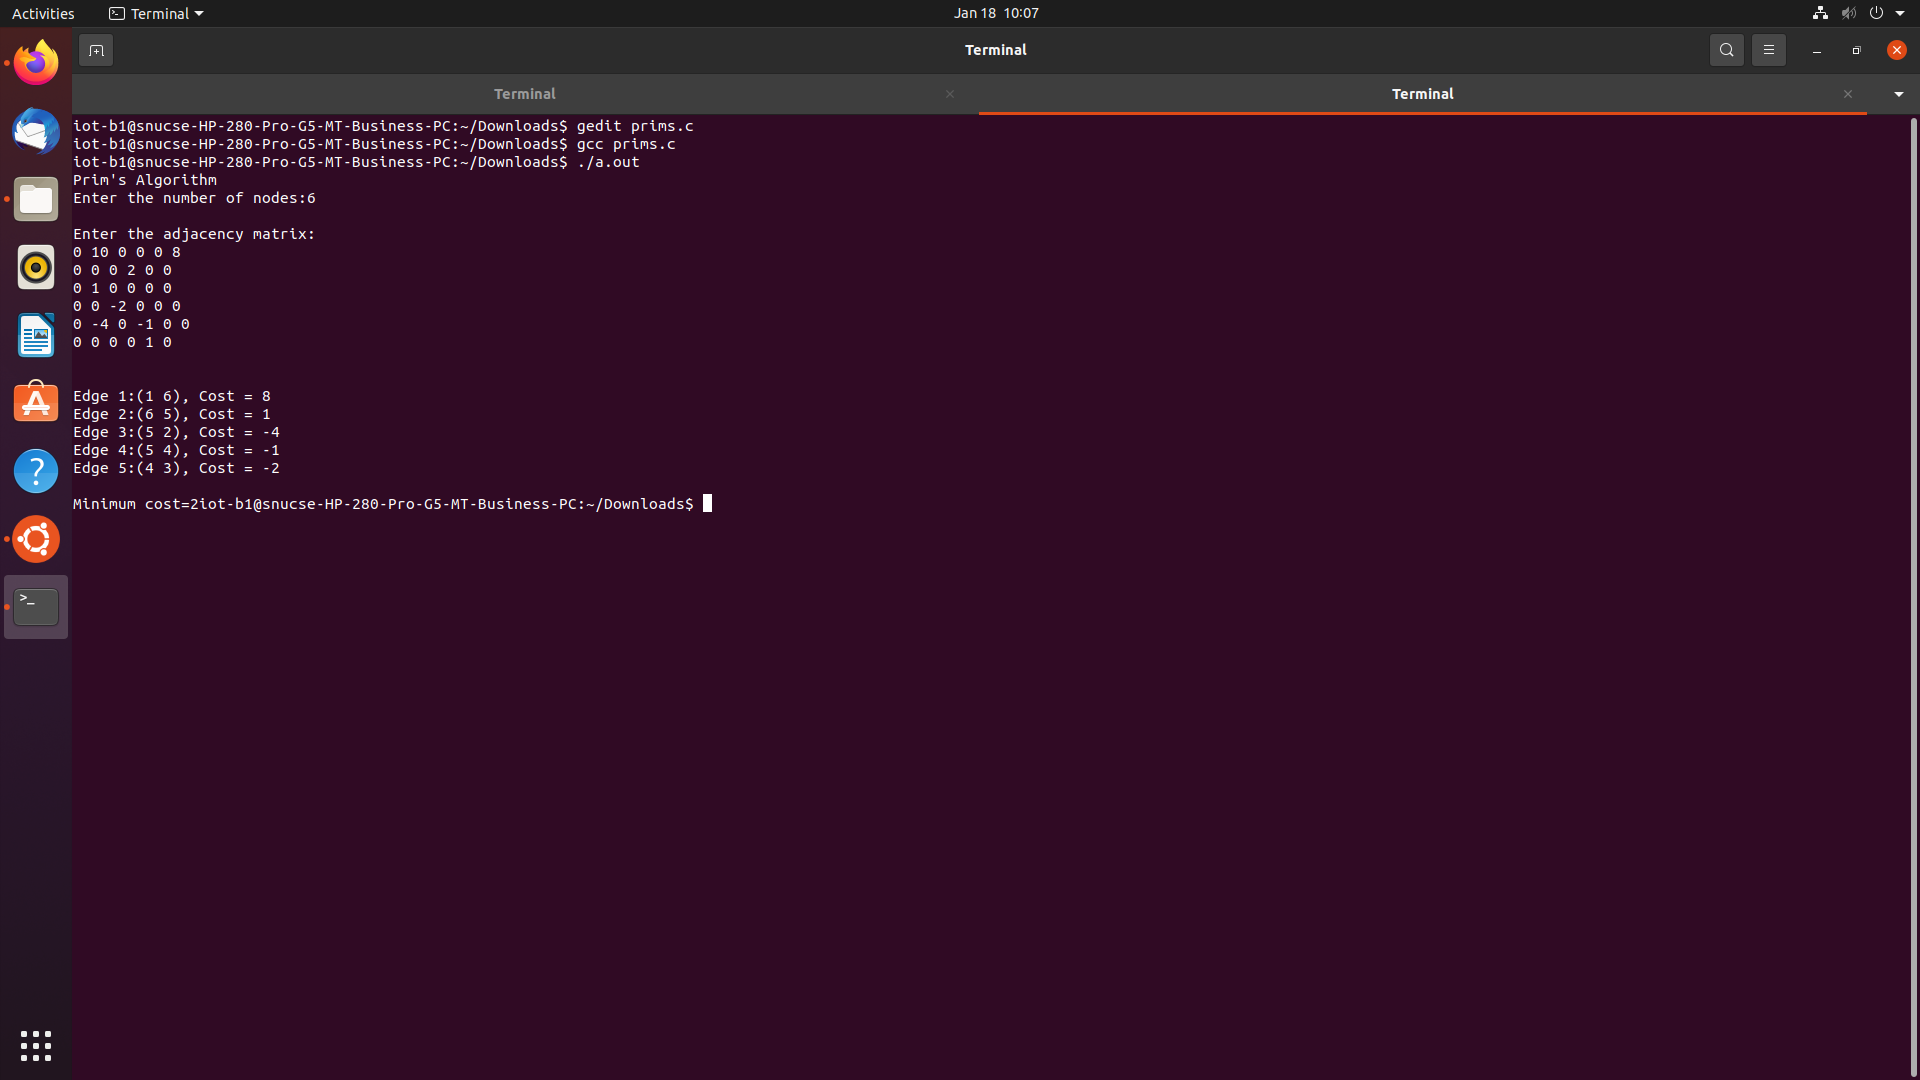 Activities
Terminal
Jan 18 10:07
Terminal
Terminal
Terminal
iot-b1@snucse-HP-280-Pro-G5-MT-Business-PC:~/Downloads$ gedit prims.c
iot-b1@snucse-HP-280-Pro-G5-MT-Business-PC:~/Downloads$ gcc prims.c
iot-b1@snucse-HP-280-Pro-G5-MT-Business-PC:~/Downloads$ ./a.out
Prim's Algorithm
Enter the number of nodes:6
Enter the adjacency matrix:
0 10 0 0 0 8
0 0 0 2 0 0
0 1 0 0 0 0
0 0 -2 0 0 0
0 -4 0 -1 0 0
0 0 0 0 1 0
Edge 1:(1 6), Cost = 8
Edge 2:(6 5), Cost = 1
Edge 3:(5 2), Cost = -4
Edge 4:(5 4), Cost = -1
Edge 5:(4 3), Cost = -2
Minimum cost=2iot-b1@snucse-HP-280-Pro-G5-MT-Business-PC:~/Downloads$